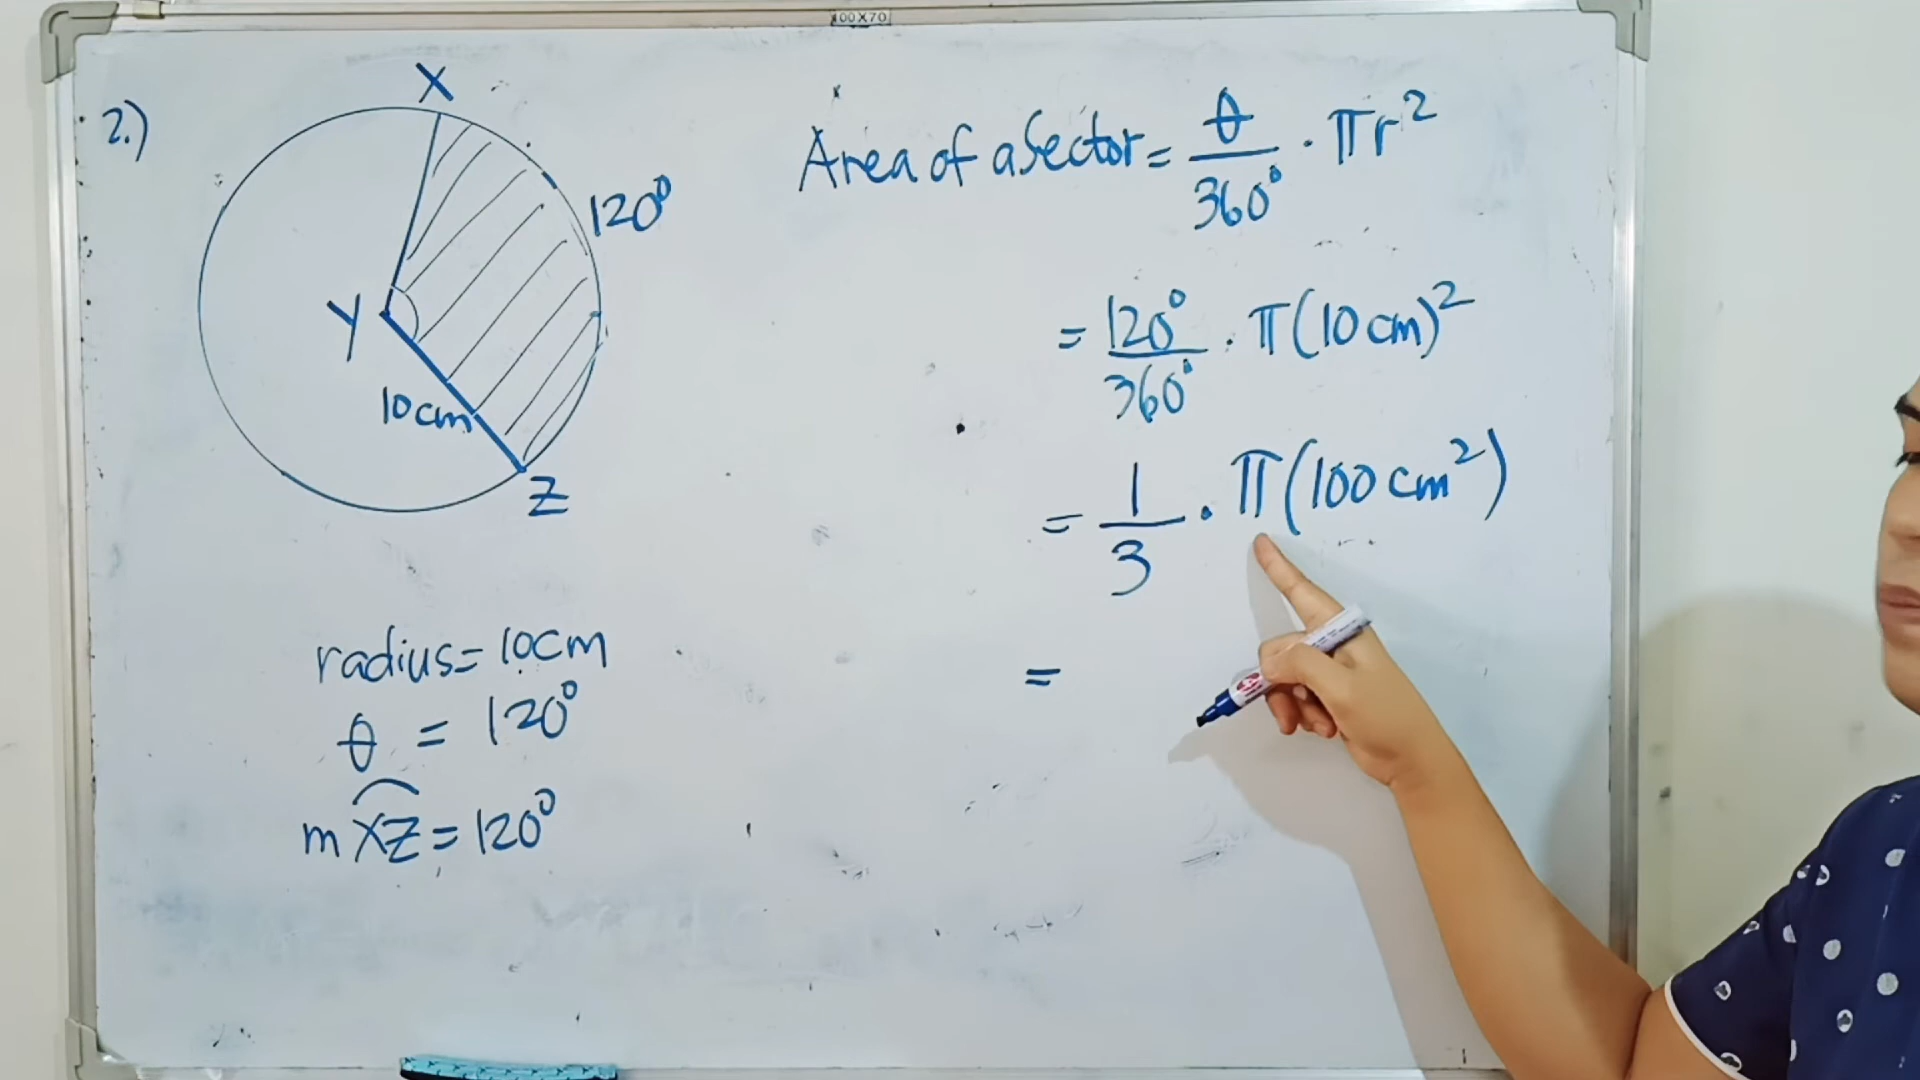 100X70
2.)
X
120°
Y
10cm
Z
radius = 10cm
θ = 120°
m XZ = 120°
Area of a Sector = θ/360° · πr²
= 120°/360° · π(10 cm)²
= 1/3 · π(100 cm²)
=